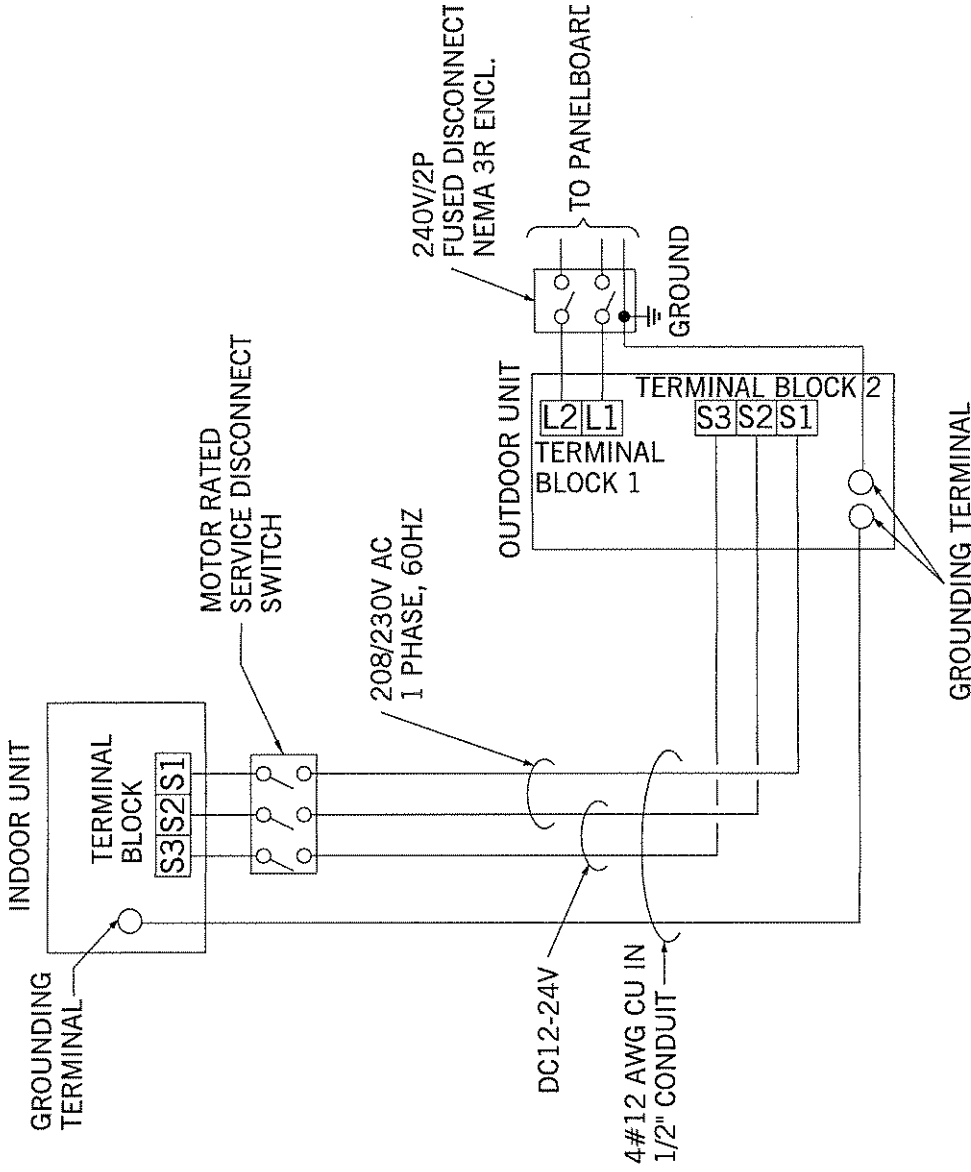 INDOOR UNIT
GROUNDING
TERMINAL
TERMINAL
BLOCK
S3 S2 S1
MOTOR RATED
SERVICE DISCONNECT
SWITCH
240V/2P
FUSED DISCONNECT
NEMA 3R ENCL.
TO PANELBOARD
GROUND
208/230V AC
1 PHASE, 60HZ
OUTDOOR UNIT
L2 L1
TERMINAL
BLOCK 1
TERMINAL BLOCK 2
S3 S2 S1
DC12-24V
4#12 AWG CU IN
1/2" CONDUIT
GROUNDING TERMINAL